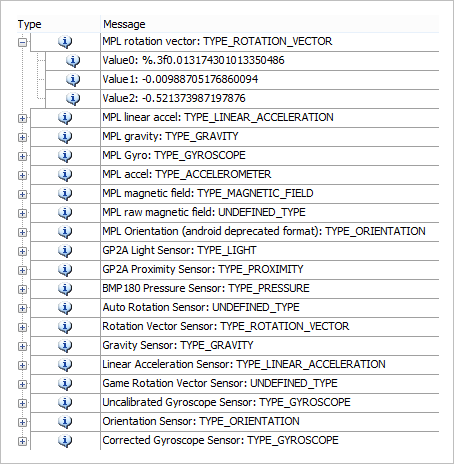 Type Message
MPL rotation vector: TYPE_ROTATION_VECTOR
Value0: %.3f0.013174301013350486
Value1: -0.00988705176860094
Value2: -0.521373987197876
MPL linear accel: TYPE_LINEAR_ACCELERATION
MPL gravity: TYPE_GRAVITY
MPL Gyro: TYPE_GYROSCOPE
MPL accel: TYPE_ACCELEROMETER
MPL magnetic field: TYPE_MAGNETIC_FIELD
MPL raw magnetic field: UNDEFINED_TYPE
MPL Orientation (android deprecated format): TYPE_ORIENTATION
GP2A Light Sensor: TYPE_LIGHT
GP2A Proximity Sensor: TYPE_PROXIMITY
BMP180 Pressure Sensor: TYPE_PRESSURE
Auto Rotation Sensor: UNDEFINED_TYPE
Rotation Vector Sensor: TYPE_ROTATION_VECTOR
Gravity Sensor: TYPE_GRAVITY
Linear Acceleration Sensor: TYPE_LINEAR_ACCELERATION
Game Rotation Vector Sensor: UNDEFINED_TYPE
Uncalibrated Gyroscope Sensor: TYPE_GYROSCOPE
Orientation Sensor: TYPE_ORIENTATION
Corrected Gyroscope Sensor: TYPE_GYROSCOPE